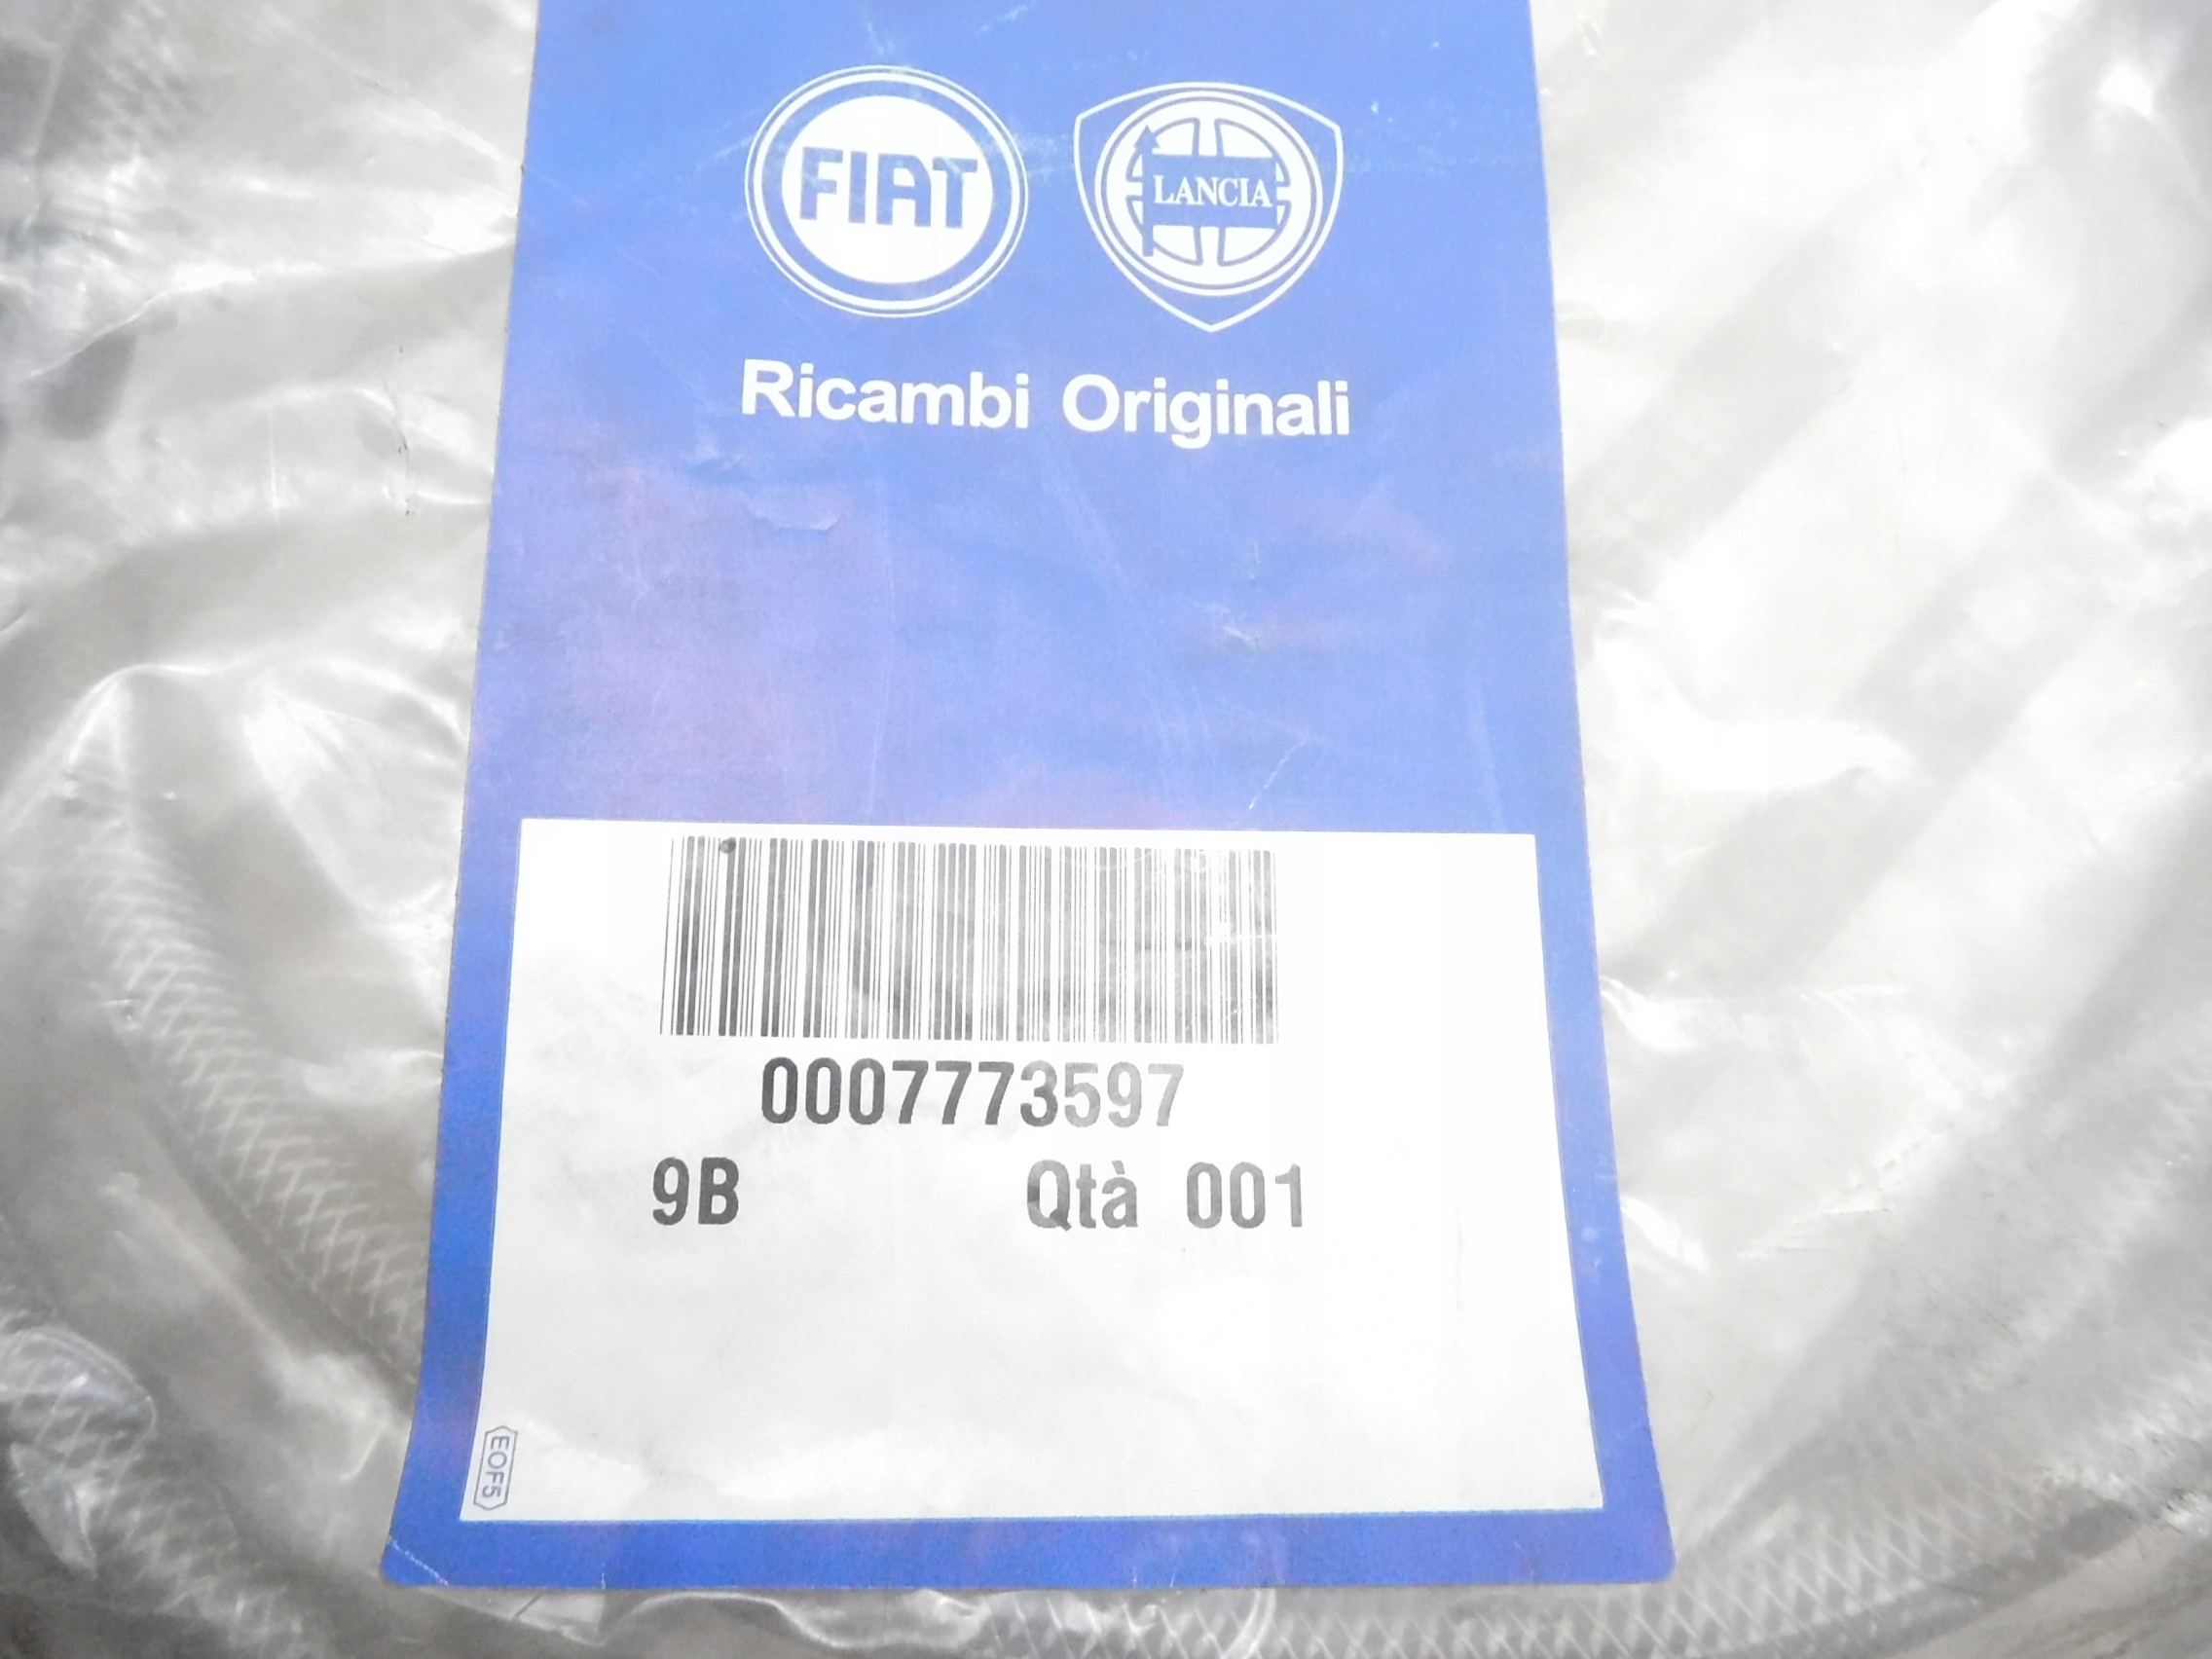 FIAT LANCIA
Ricambi Originali
0007773597
9B Qtà 001
EOF5